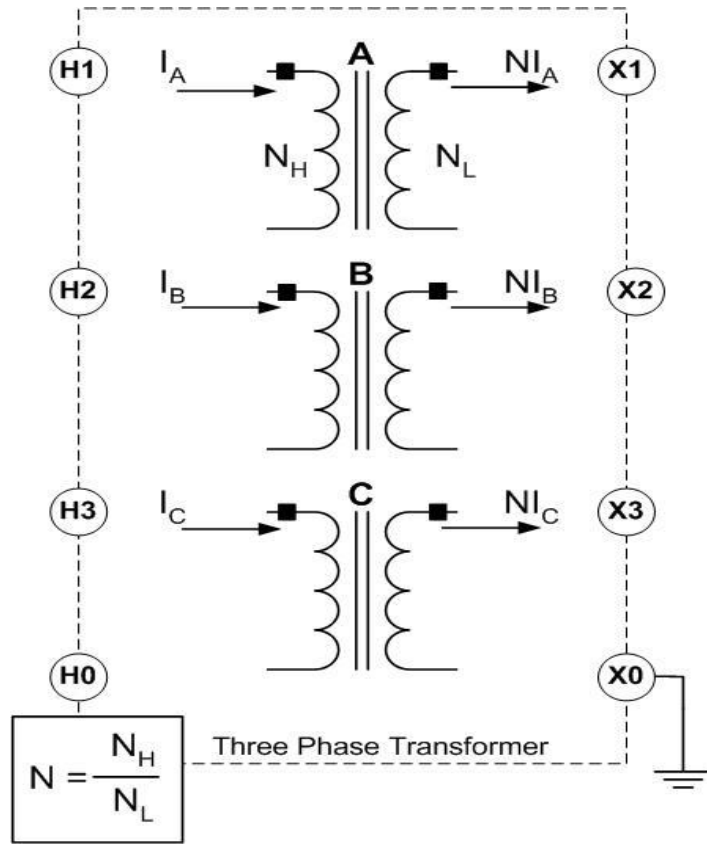 A
H1 I_A NI_A X1
N_H N_L
B
H2 I_B NI_B X2
C
H3 I_C NI_C X3
H0 X0
N = N_H / N_L
Three Phase Transformer